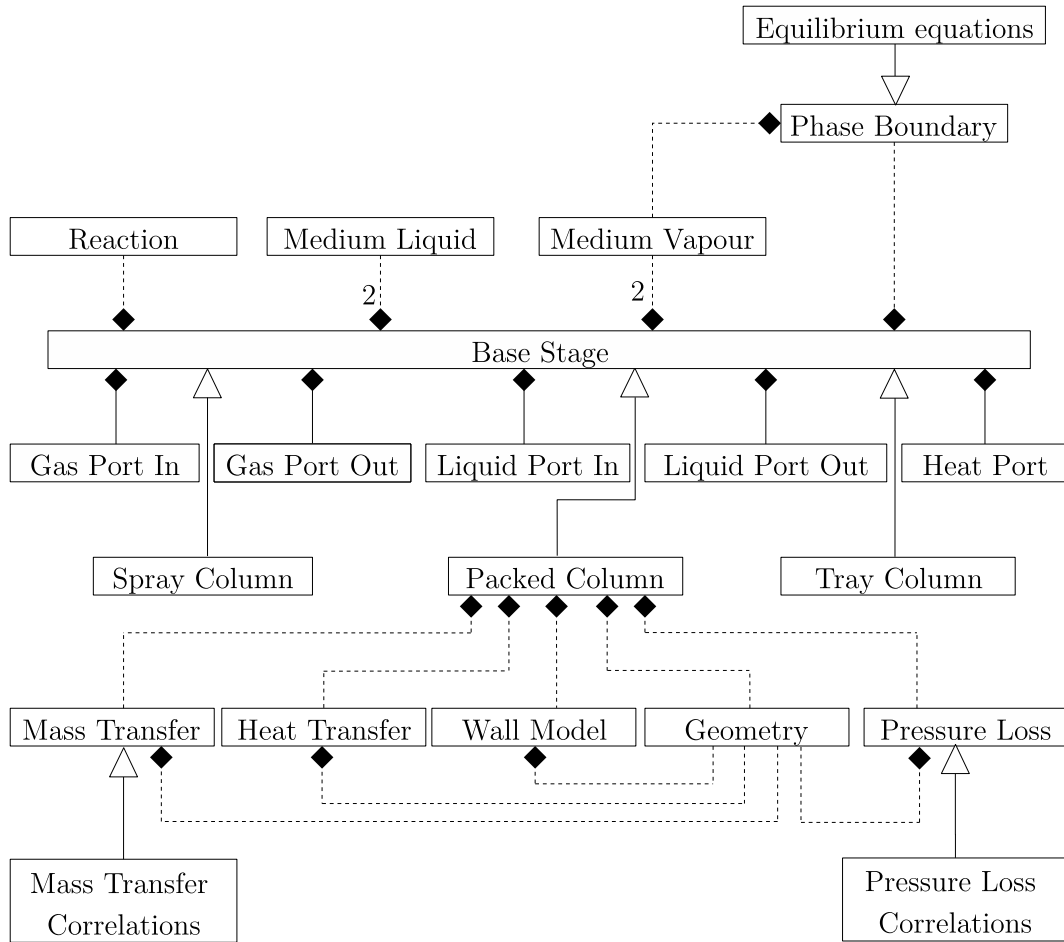 Equilibrium equations
Phase Boundary
Reaction
Medium Liquid
Medium Vapour
2
2
Base Stage
Gas Port In
Gas Port Out
Liquid Port In
Liquid Port Out
Heat Port
Spray Column
Packed Column
Tray Column
Mass Transfer
Heat Transfer
Wall Model
Geometry
Pressure Loss
Mass Transfer
Correlations
Pressure Loss
Correlations